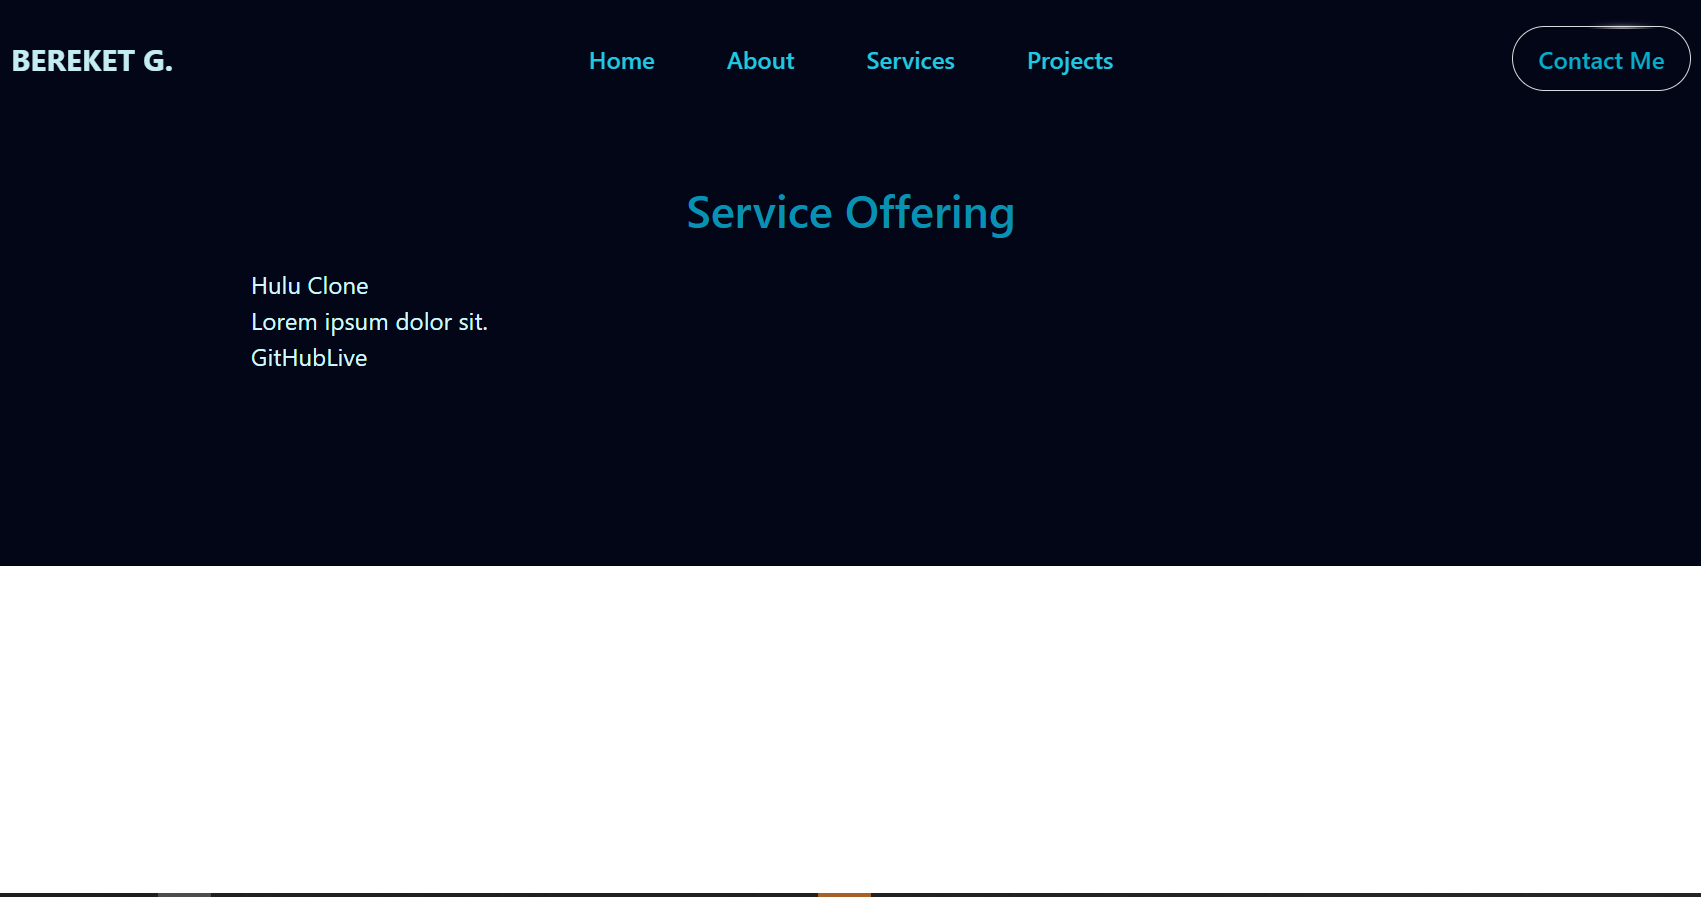 BEREKET G.
Home About Services Projects
Contact Me
Service Offering
Hulu Clone
Lorem ipsum dolor sit.
GitHubLive